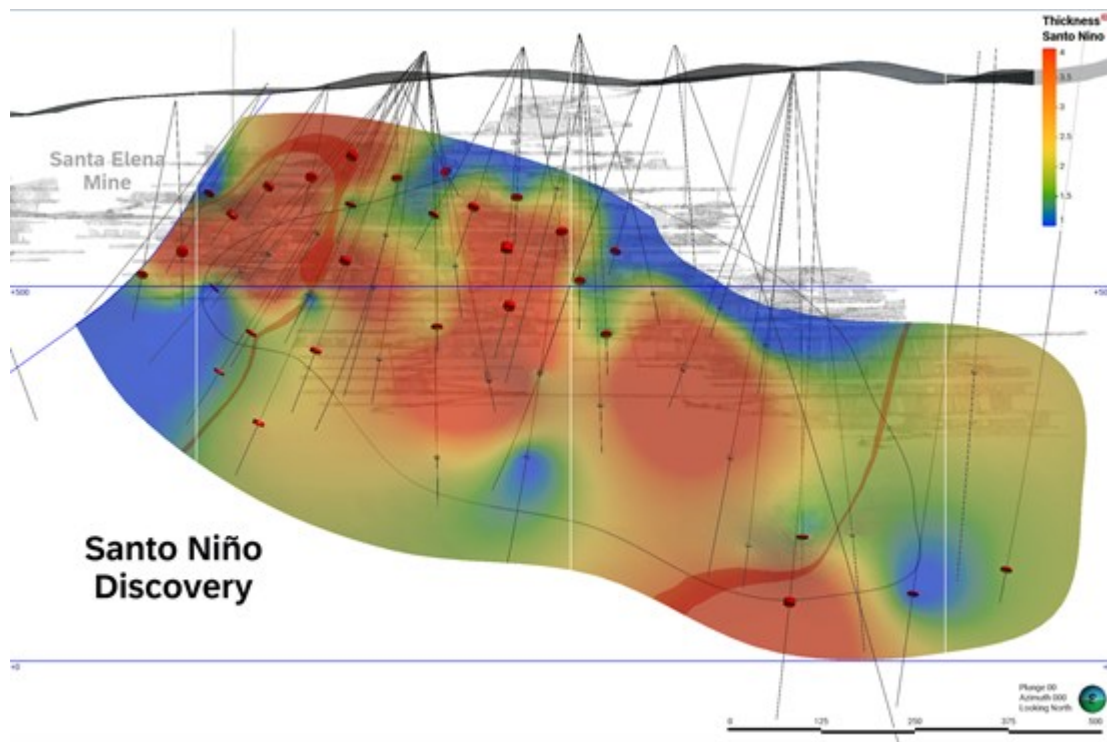 Thickness
Santo Nino
4
3.5
3
2.5
2
1.5
1
Santa Elena
Mine
+500
+50
Santo Niño
Discovery
+0
Plunge 00
Azimuth 000
Looking North
0 125 250 375 500